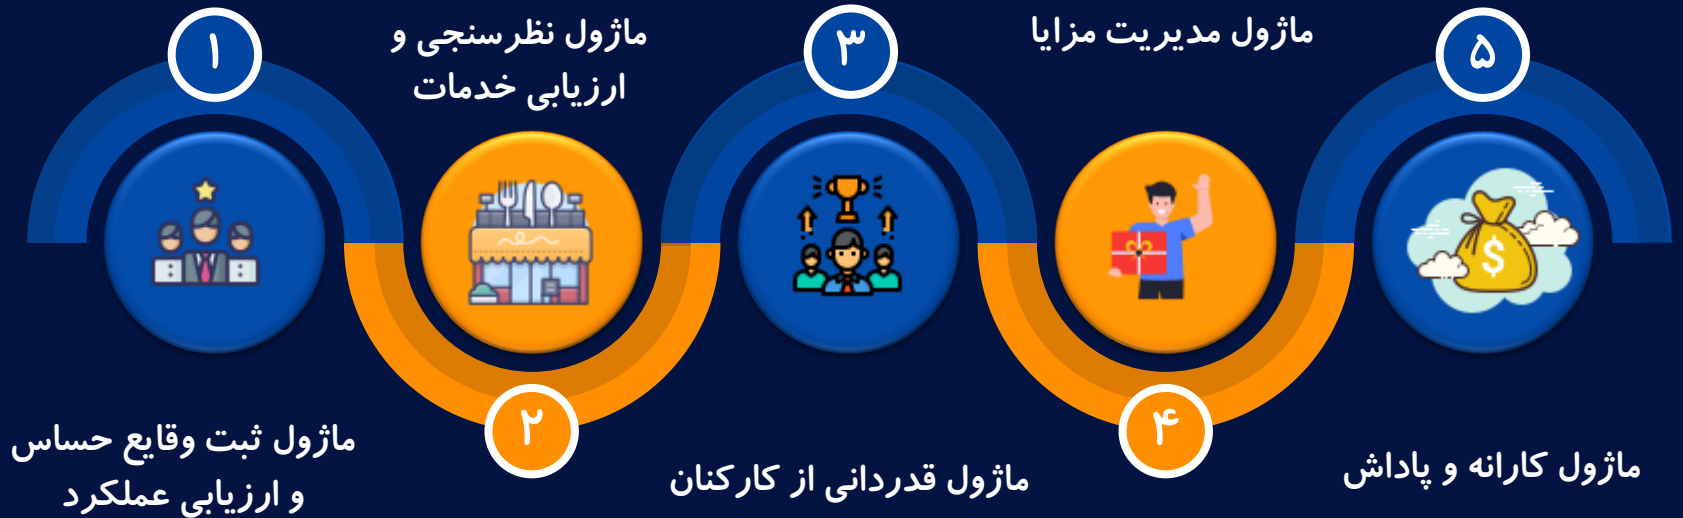 ۱
ماژول ثبت وقایع حساس
و ارزیابی عملکرد
ماژول نظرسنجی و
ارزیابی خدمات
۲
۳
ماژول قدردانی از کارکنان
ماژول مدیریت مزایا
۴
۵
ماژول کارانه و پاداش
$